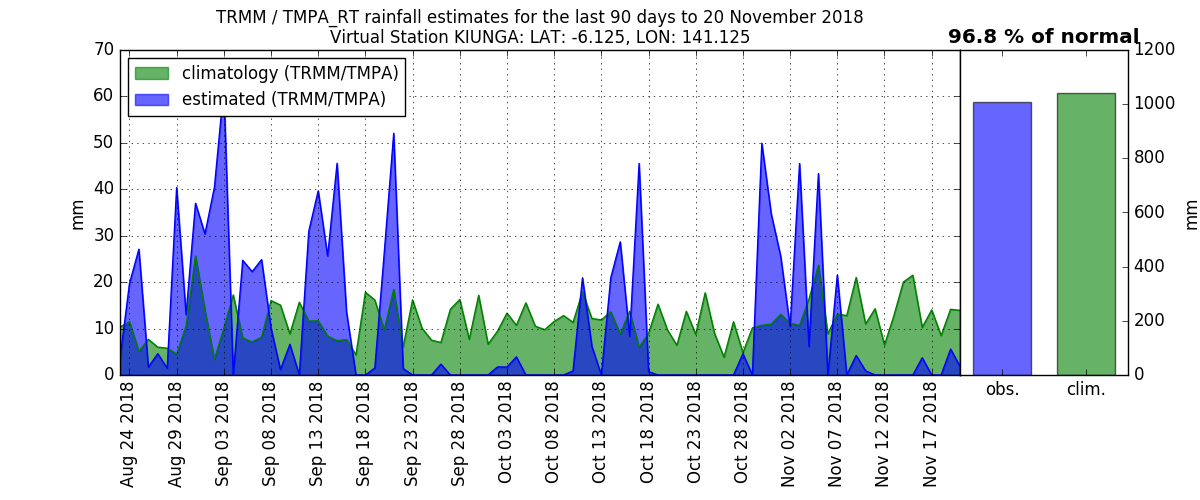 TRMM / TMPA_RT rainfall estimates for the last 90 days to 20 November 2018
Virtual Station KIUNGA: LAT: -6.125, LON: 141.125
96.8 % of normal
climatology (TRMM/TMPA)
estimated (TRMM/TMPA)
mm
70
60
50
40
30
20
10
0
Aug 24 2018
Aug 29 2018
Sep 03 2018
Sep 08 2018
Sep 13 2018
Sep 18 2018
Sep 23 2018
Sep 28 2018
Oct 03 2018
Oct 08 2018
Oct 13 2018
Oct 18 2018
Oct 23 2018
Oct 28 2018
Nov 02 2018
Nov 07 2018
Nov 12 2018
Nov 17 2018
obs.
clim.
1200
1000
800
600
400
200
0
mm